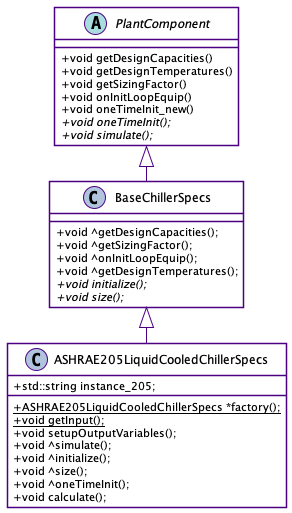 A PlantComponent
+void getDesignCapacities()
+void getDesignTemperatures()
+void getSizingFactor()
+void onInitLoopEquip()
+void oneTimeInit_new()
+void oneTimeInit();
+void simulate();
C BaseChillerSpecs
+void ^getDesignCapacities();
+void ^getSizingFactor();
+void ^onInitLoopEquip();
+void ^getDesignTemperatures();
+void initialize();
+void size();
C ASHRAE205LiquidCooledChillerSpecs
+std::string instance_205;
+ASHRAE205LiquidCooledChillerSpecs *factory();
+void getInput();
+void setupOutputVariables();
+void ^simulate();
+void ^initialize();
+void ^size();
+void ^oneTimeInit();
+void calculate();